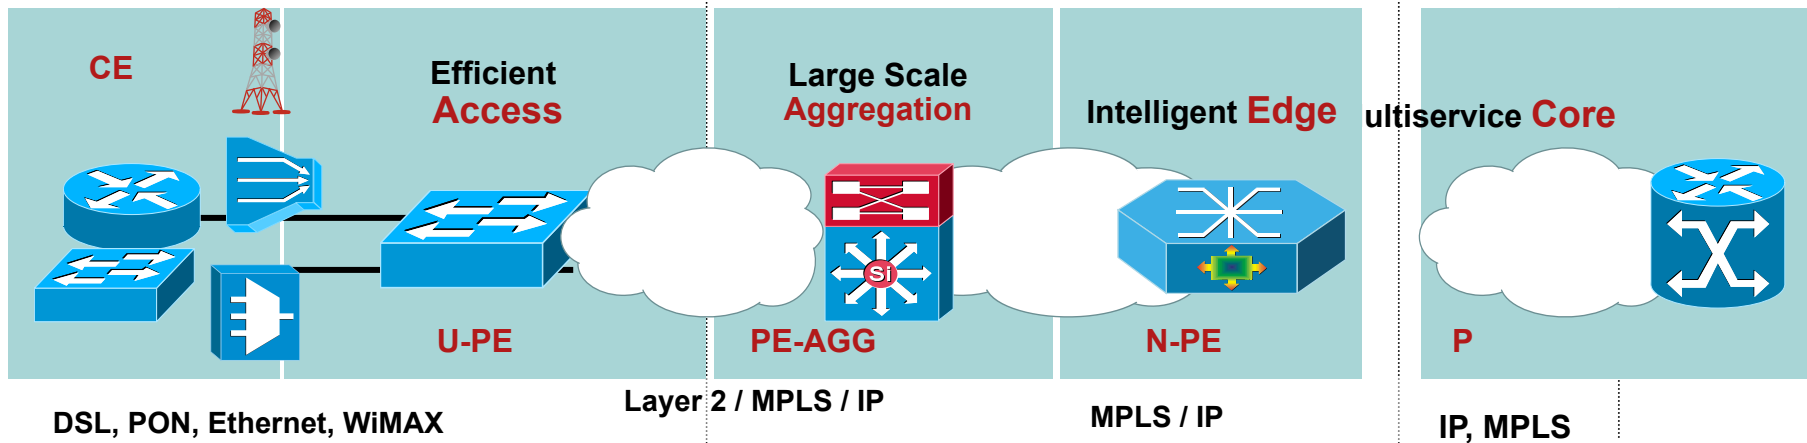 CE
Efficient
Access
Large Scale
Aggregation
Intelligent Edge
ultiservice Core
Si
U-PE
PE-AGG
N-PE
P
DSL, PON, Ethernet, WiMAX
Layer 2 / MPLS / IP
MPLS / IP
IP, MPLS